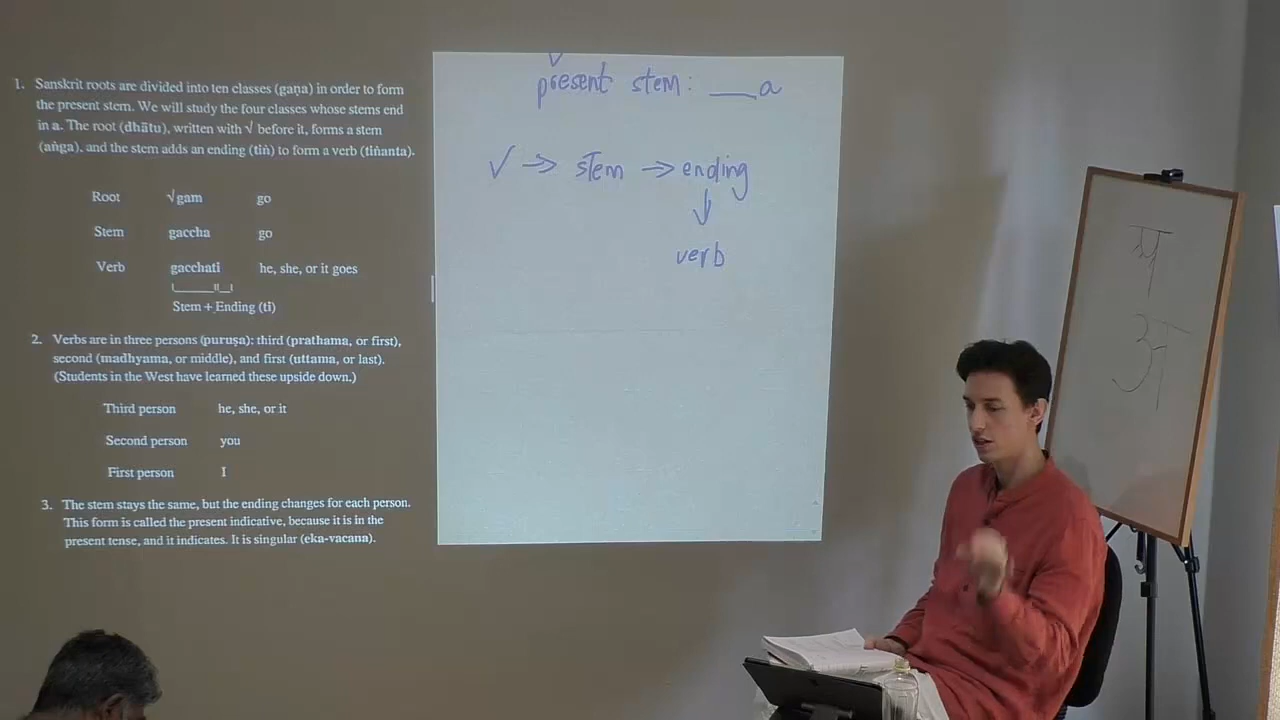 1. Sanskrit roots are divided into ten classes (gaṇa) in order to form
the present stem. We will study the four classes whose stems end
in a. The root (dhātu), written with √ before it, forms a stem
(aṅga), and the stem adds an ending (tiṅ) to form a verb (tiṅanta).
Root √gam go
Stem gaccha go
Verb gacchati he, she, or it goes
Stem + Ending (ti)
2. Verbs are in three persons (puruṣa): third (prathama, or first),
second (madhyama, or middle), and first (uttama, or last).
(Students in the West have learned these upside down.)
Third person he, she, or it
Second person you
First person I
3. The stem stays the same, but the ending changes for each person.
This form is called the present indicative, because it is in the
present tense, and it indicates. It is singular (eka-vacana).
present stem: __a
√ → stem → ending
↓
verb
अ